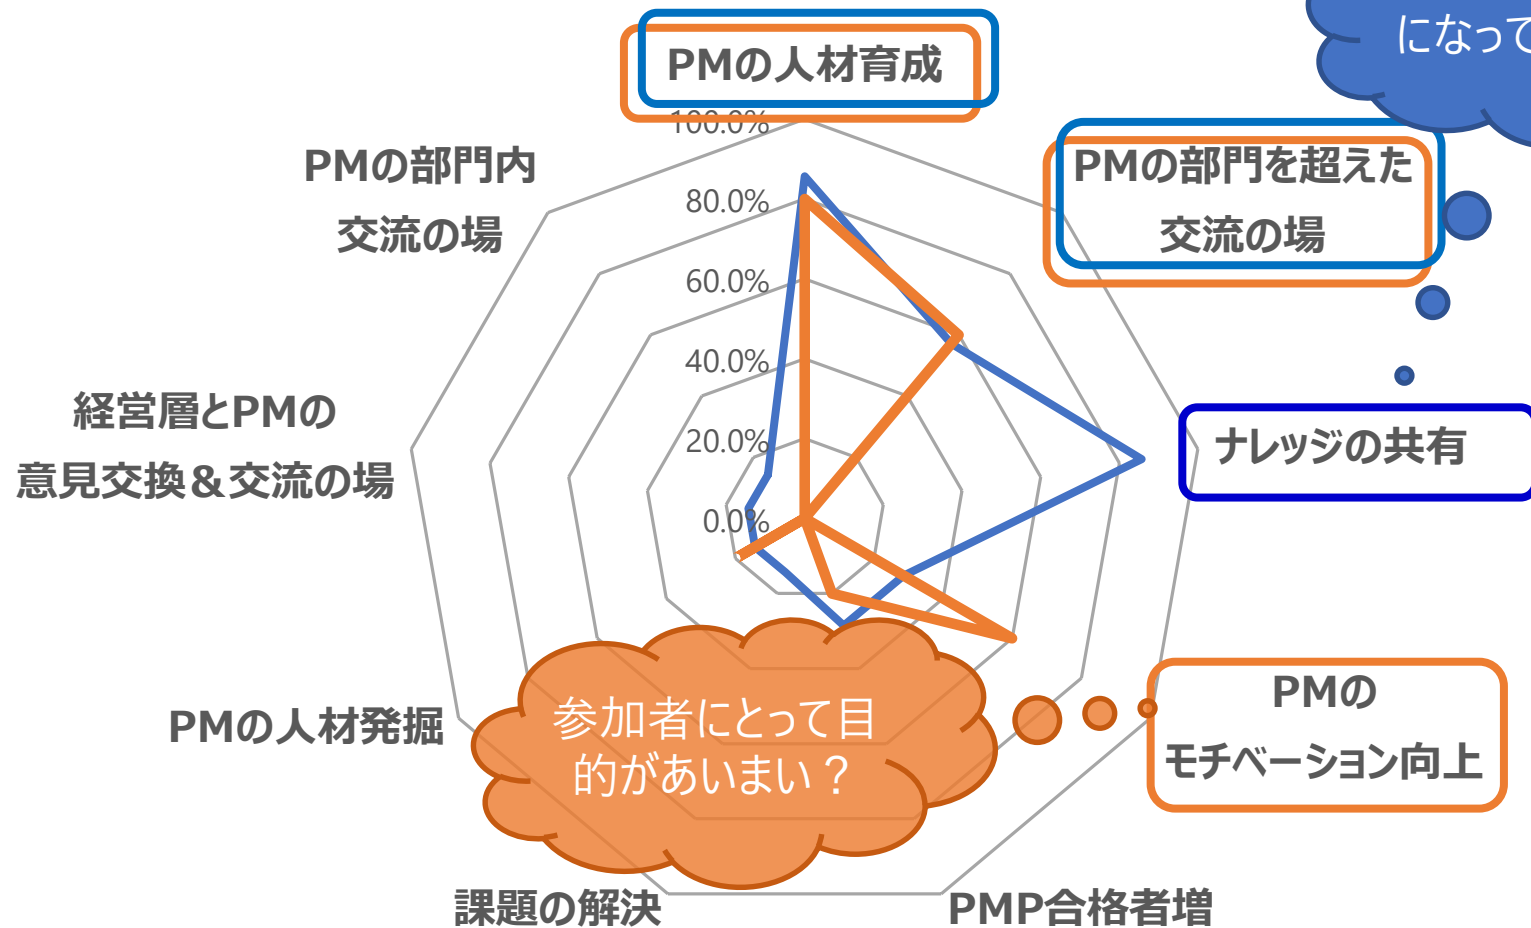 になって
PMの人材育成
100.0%
PMの部門内
交流の場
PMの部門を超えた
交流の場
80.0%
60.0%
40.0%
経営層とPMの
意見交換＆交流の場
20.0%
ナレッジの共有
0.0%
PMの
モチベーション向上
PMの人材発掘
参加者にとって目
的があいまい？
課題の解決
PMP合格者増